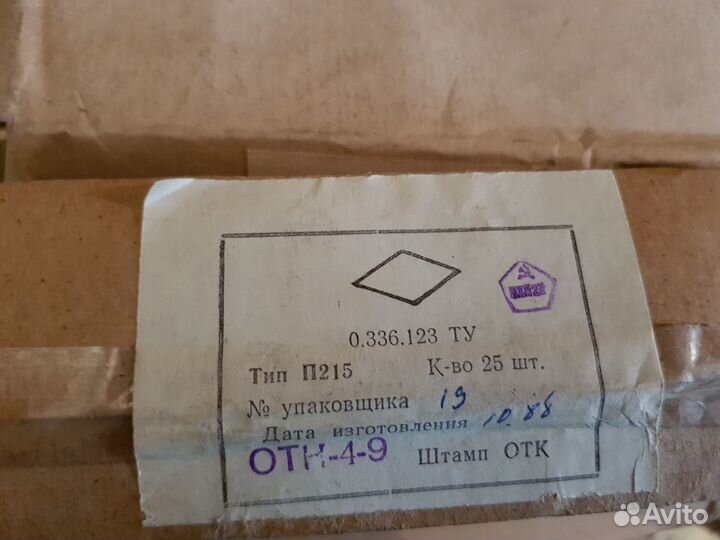 0.336.123 ТУ
Тип П215 К-во 25 шт.
№ упаковщика 19
Дата изготовления 10.88
ОТК-4-9 Штамп ОТК
Avito